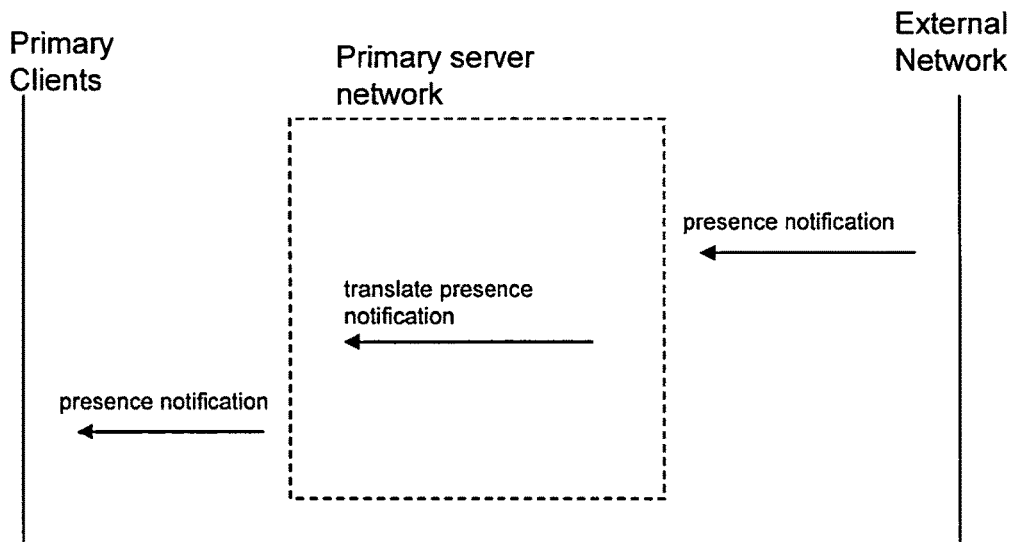 Primary
Clients
Primary server
network
External
Network
presence notification
translate presence
notification
presence notification